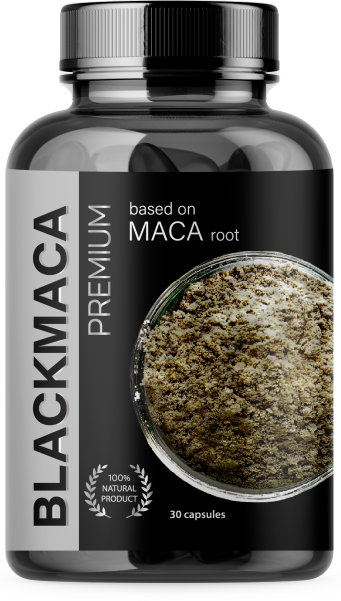 BLACKMACA
PREMIUM
based on
MACA root
100%
NATURAL
PRODUCT
30 capsules